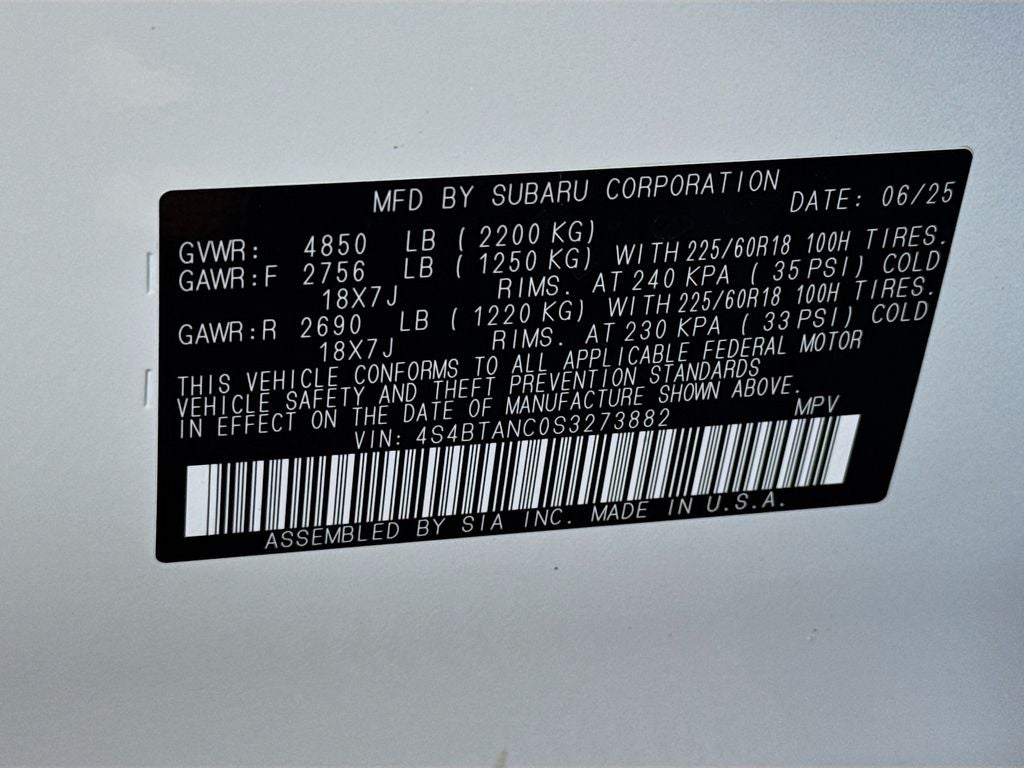 MFD BY SUBARU CORPORATION DATE: 06/25
GVWR: 4850 LB ( 2200 KG)
GAWR:F 2756 LB ( 1250 KG) WITH 225/60R18 100H TIRES.
18X7J RIMS. AT 240 KPA ( 35 PSI) COLD
GAWR:R 2690 LB ( 1220 KG) WITH 225/60R18 100H TIRES.
18X7J RIMS. AT 230 KPA ( 33 PSI) COLD
THIS VEHICLE CONFORMS TO ALL APPLICABLE FEDERAL MOTOR
VEHICLE SAFETY AND THEFT PREVENTION STANDARDS
IN EFFECT ON THE DATE OF MANUFACTURE SHOWN ABOVE.
VIN: 4S4BTANC0S3273882 MPV
ASSEMBLED BY SIA INC. MADE IN U.S.A.